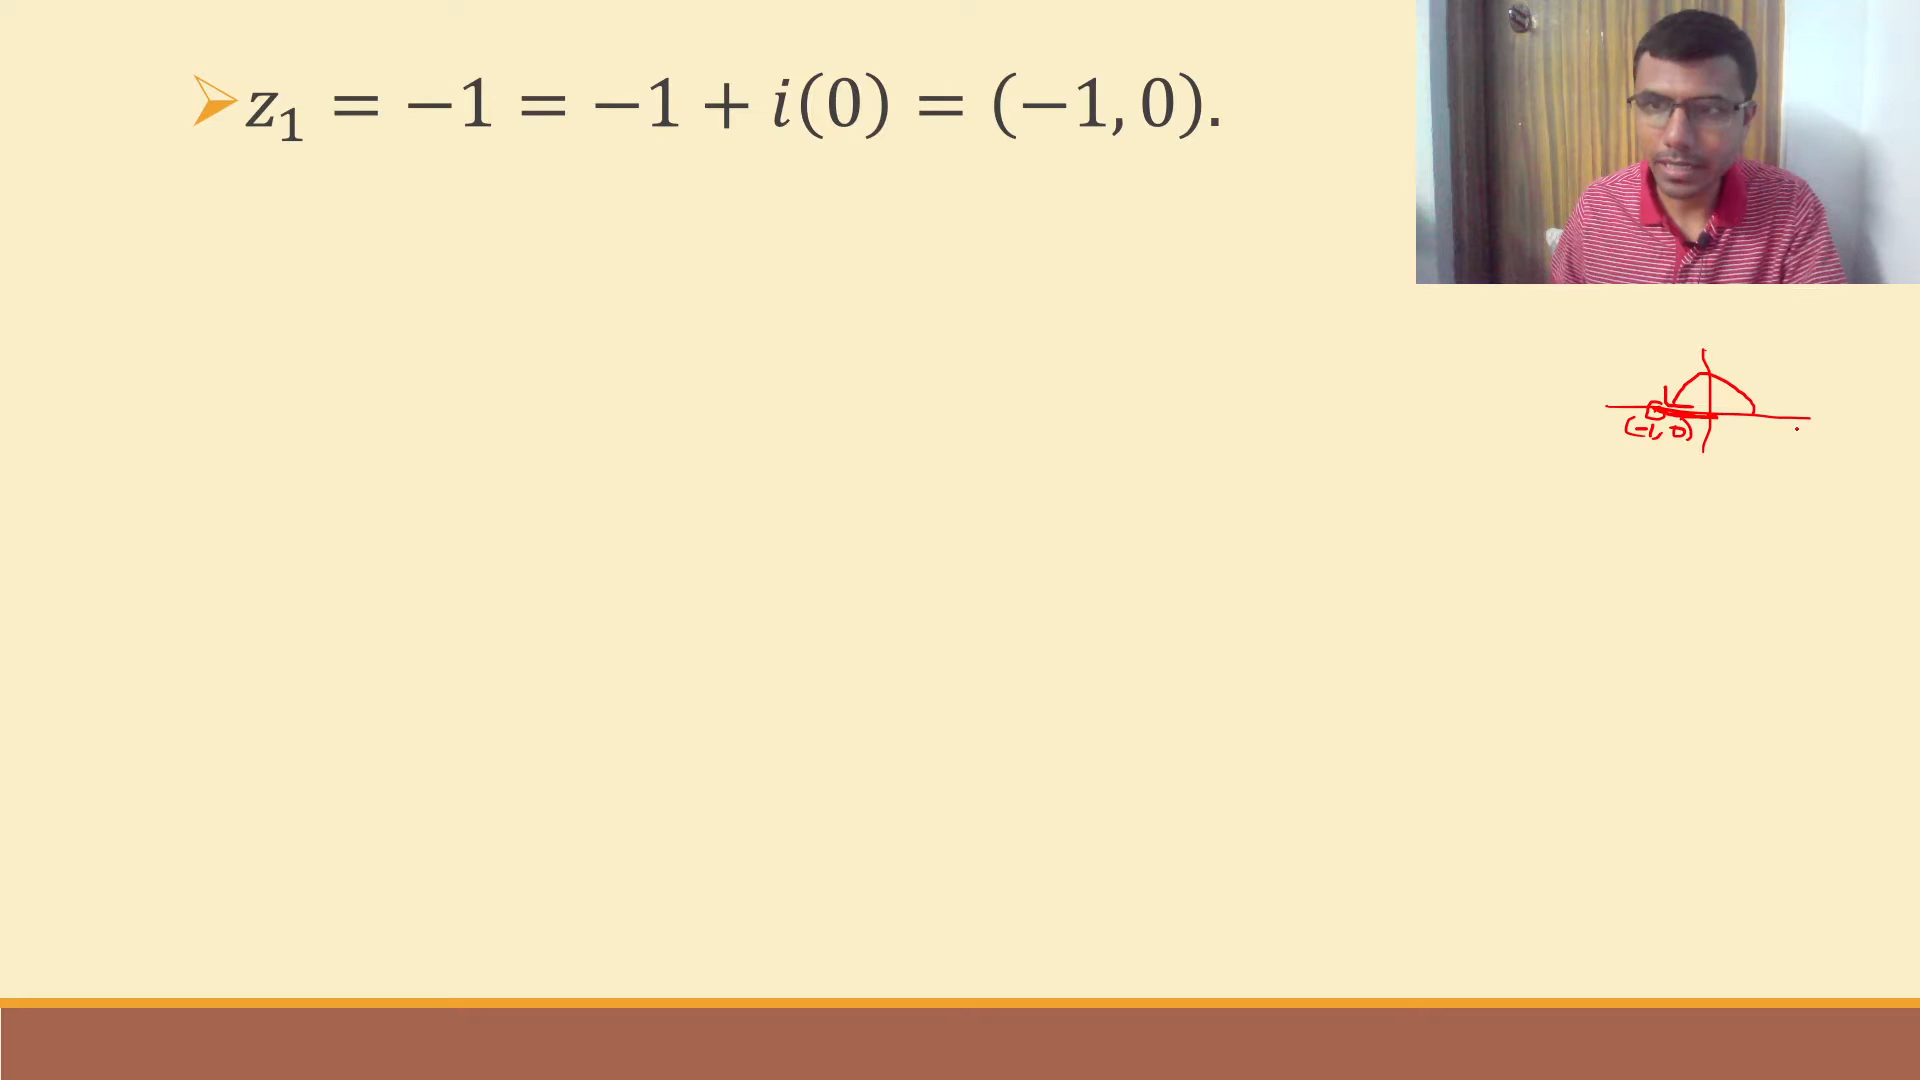 z₁ = −1 = −1 + i(0) = (−1, 0).
(-1, 0)